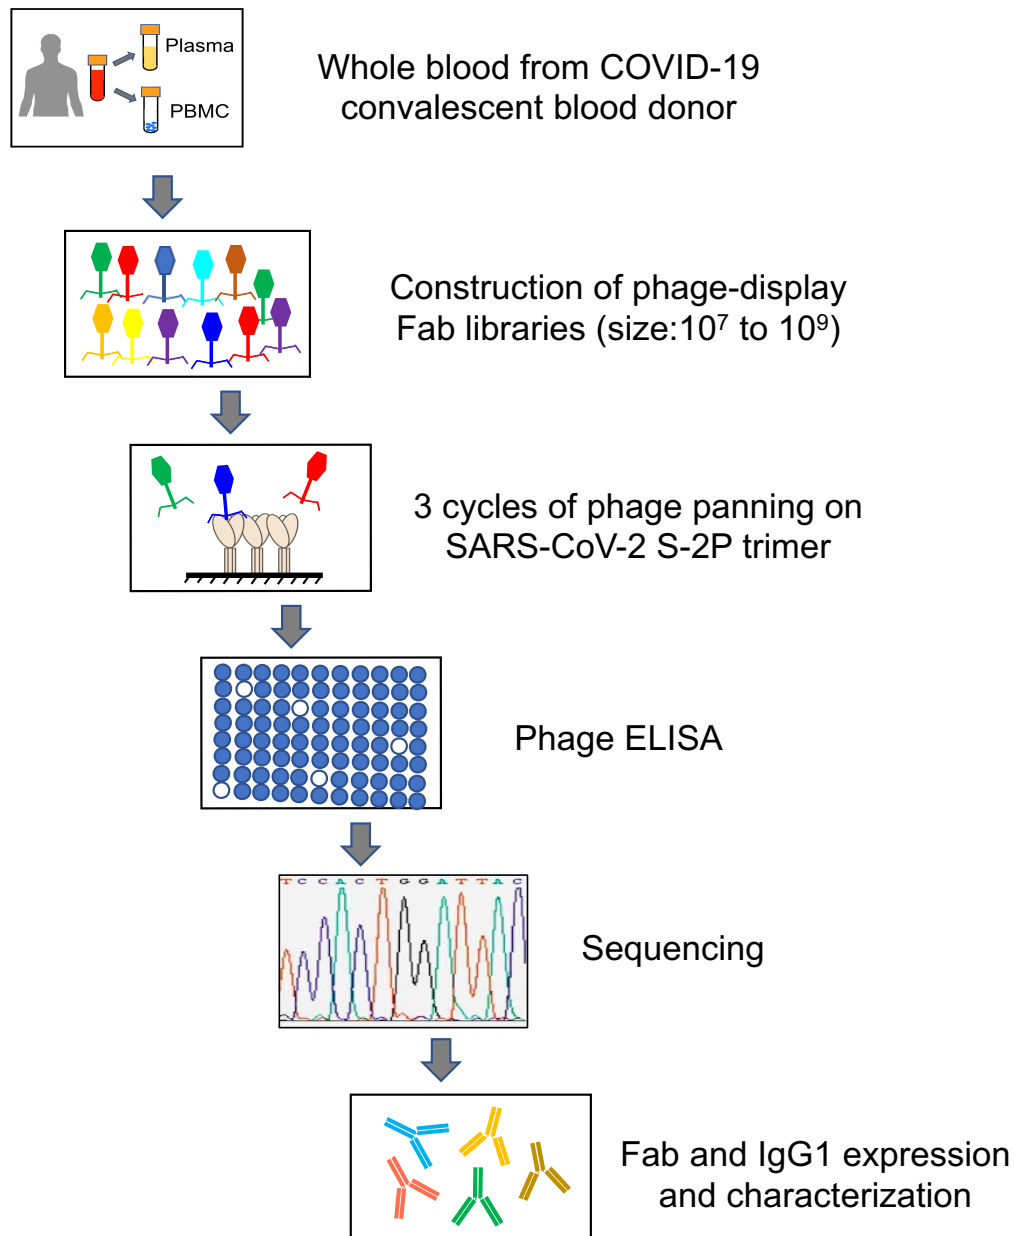 Plasma
PBMC
Whole blood from COVID-19
convalescent blood donor
Construction of phage-display
Fab libraries (size:10⁷ to 10⁹)
3 cycles of phage panning on
SARS-CoV-2 S-2P trimer
Phage ELISA
T C C A C T G G A T T A C
Sequencing
Fab and IgG1 expression
and characterization